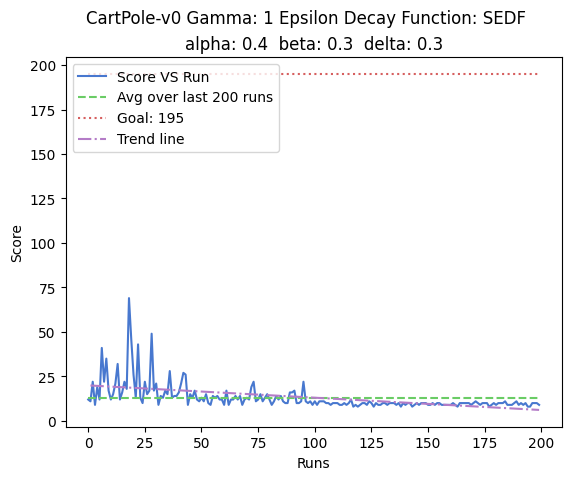 CartPole-v0 Gamma: 1 Epsilon Decay Function: SEDF
alpha: 0.4  beta: 0.3  delta: 0.3
Score VS Run
Avg over last 200 runs
Goal: 195
Trend line
200
175
150
125
100
75
50
25
0
Score
0 25 50 75 100 125 150 175 200
Runs